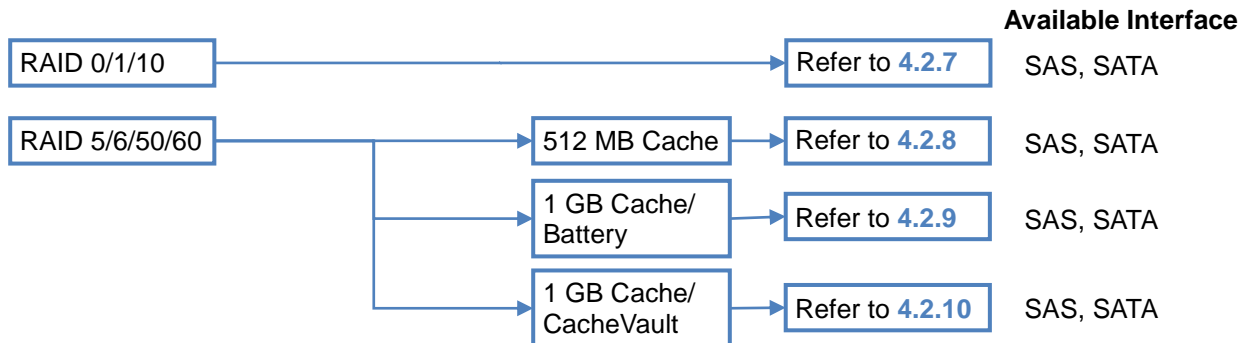 Available Interface
RAID 0/1/10 Refer to 4.2.7 SAS, SATA
RAID 5/6/50/60 512 MB Cache Refer to 4.2.8 SAS, SATA
1 GB Cache/
Battery
Refer to 4.2.9 SAS, SATA
1 GB Cache/
CacheVault
Refer to 4.2.10 SAS, SATA